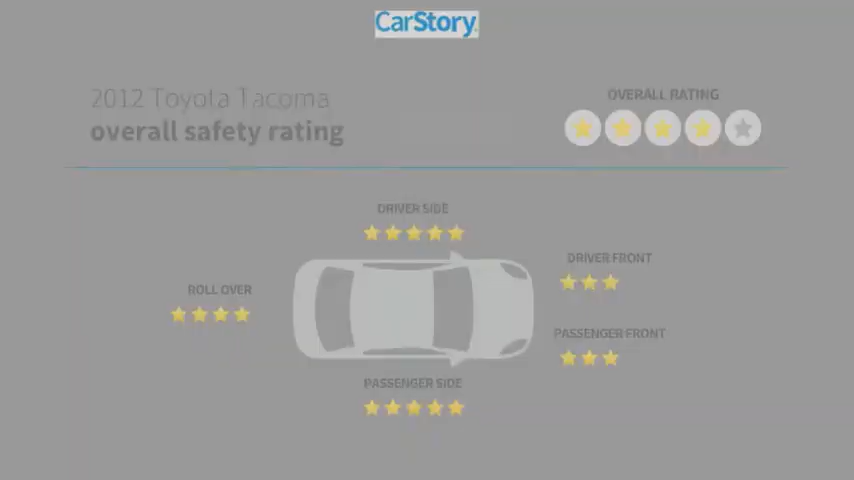 CarStory.
2012 Toyota Tacoma
overall safety rating
OVERALL RATING
DRIVER SIDE
DRIVER FRONT
ROLL OVER
PASSENGER FRONT
PASSENGER SIDE